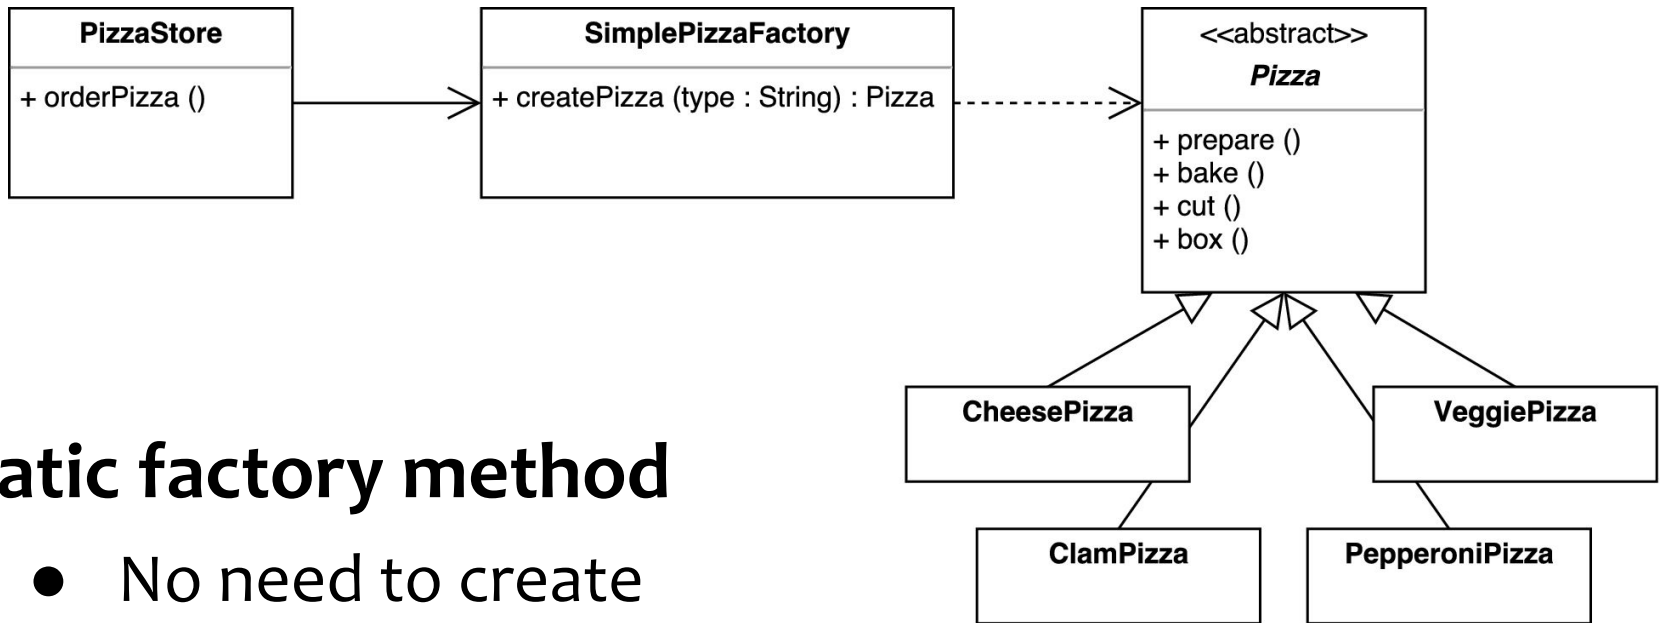 PizzaStore
+ orderPizza ()
SimplePizzaFactory
+ createPizza (type : String) : Pizza
<<abstract>>
Pizza
+ prepare ()
+ bake ()
+ cut ()
+ box ()
CheesePizza
VeggiePizza
ClamPizza
PepperoniPizza
atic factory method
● No need to create